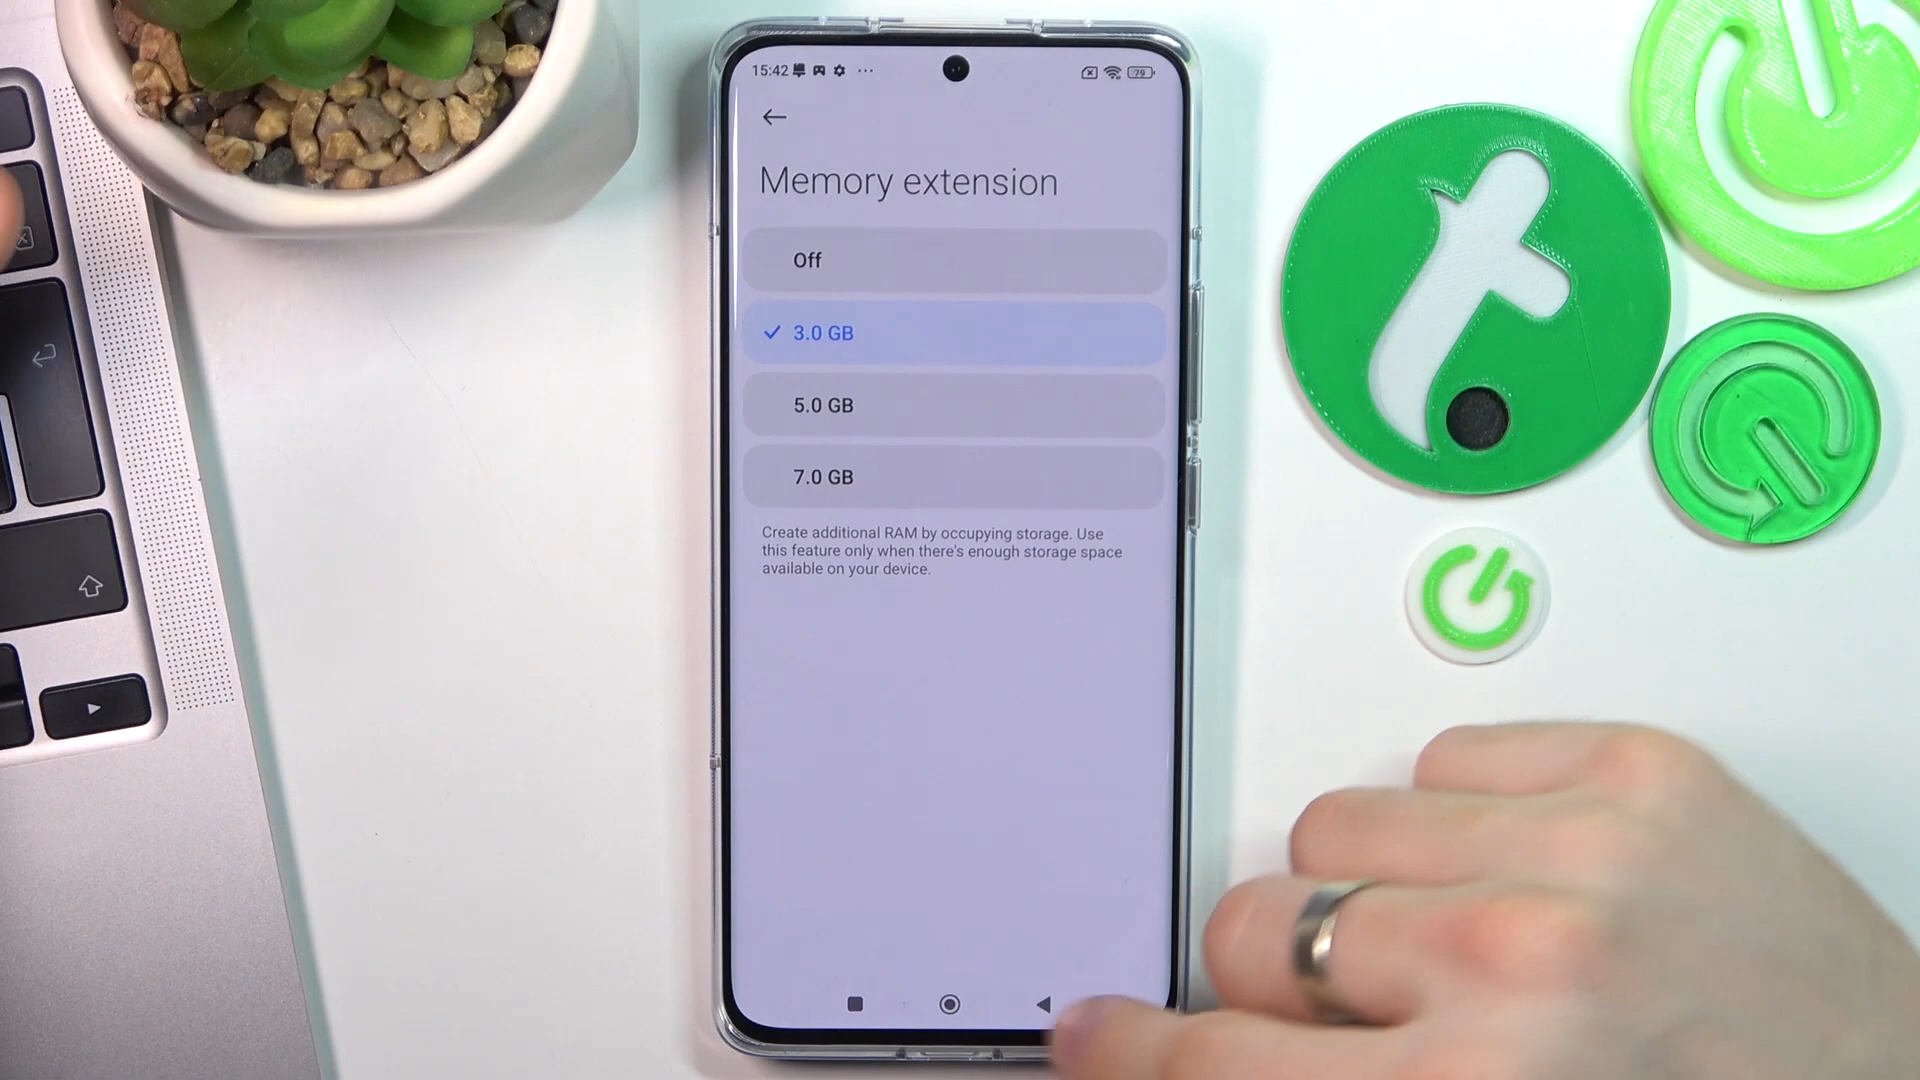 15:42
79
Memory extension
Off
3.0 GB
5.0 GB
7.0 GB
Create additional RAM by occupying storage. Use
this feature only when there's enough storage space
available on your device.